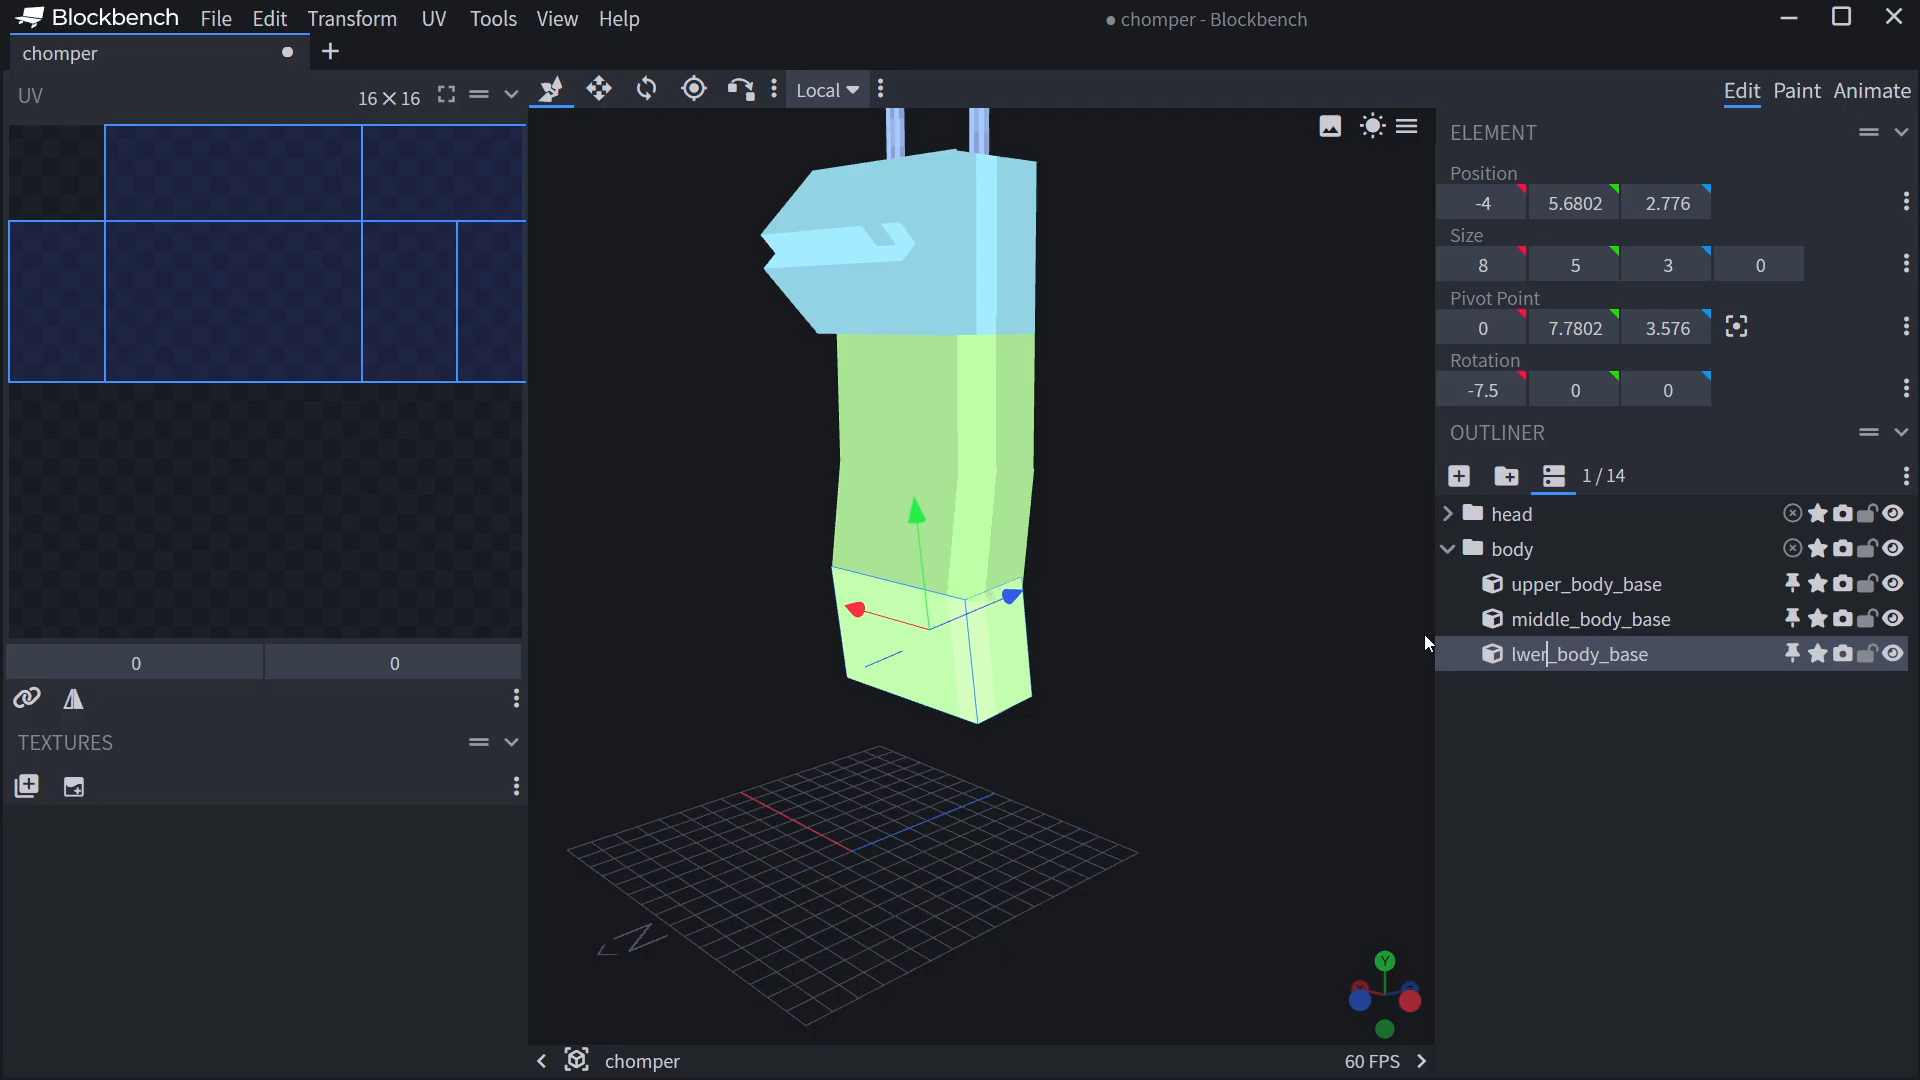 Blockbench File Edit Transform UV Tools View Help
● chomper - Blockbench
chomper
UV
16×16
Local
Edit Paint Animate
ELEMENT
Position
-4 5.6802 2.776
Size
8 5 3 0
Pivot Point
0 7.7802 3.576
Rotation
-7.5 0 0
OUTLINER
1 / 14
head
body
upper_body_base
middle_body_base
lwer_body_base
0 0
TEXTURES
N
Y
chomper
60 FPS